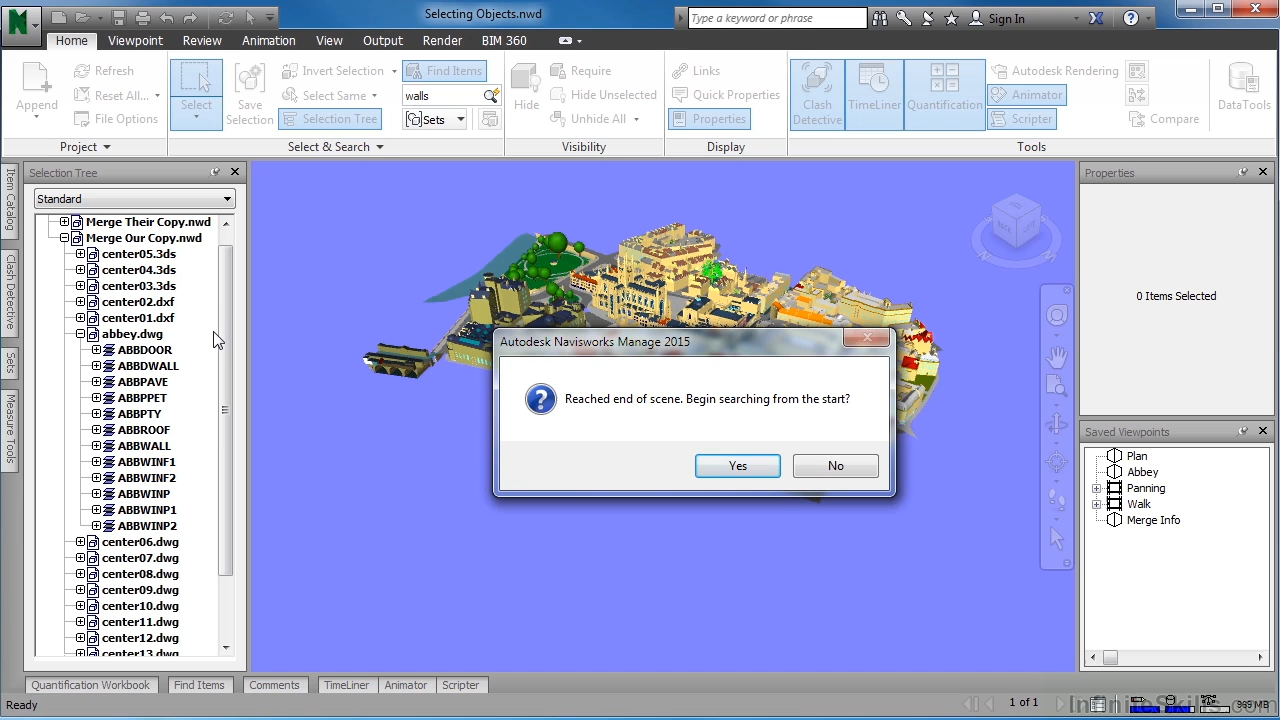 Selecting Objects.nwd
Type a keyword or phrase
Sign In
Home Viewpoint Review Animation View Output Render BIM 360
Append
Refresh
Reset All...
File Options
Project
Select
Save Selection
Invert Selection
Select Same
Selection Tree
Find Items
walls
Sets
Select & Search
Hide
Require
Hide Unselected
Unhide All
Visibility
Links
Quick Properties
Properties
Display
Clash Detective
TimeLiner
Quantification
Autodesk Rendering
Animator
Scripter
Compare
DataTools
Tools
Item Catalog
Clash Detective
Sets
Measure Tools
Selection Tree
Standard
Merge Their Copy.nwd
Merge Our Copy.nwd
center05.3ds
center04.3ds
center03.3ds
center02.dxf
center01.dxf
abbey.dwg
ABBDOOR
ABBDWALL
ABBPAVE
ABBPPET
ABBPTY
ABBROOF
ABBWALL
ABBWINF1
ABBWINF2
ABBWINP
ABBWINP1
ABBWINP2
center06.dwg
center07.dwg
center08.dwg
center09.dwg
center10.dwg
center11.dwg
center12.dwg
center13.dwg
Autodesk Navisworks Manage 2015
Reached end of scene. Begin searching from the start?
Yes
No
Properties
0 Items Selected
Saved Viewpoints
Plan
Abbey
Panning
Walk
Merge Info
Quantification Workbook
Find Items
Comments
TimeLiner
Animator
Scripter
Ready
1 of 1
InfiniteSkills.com
969 MB